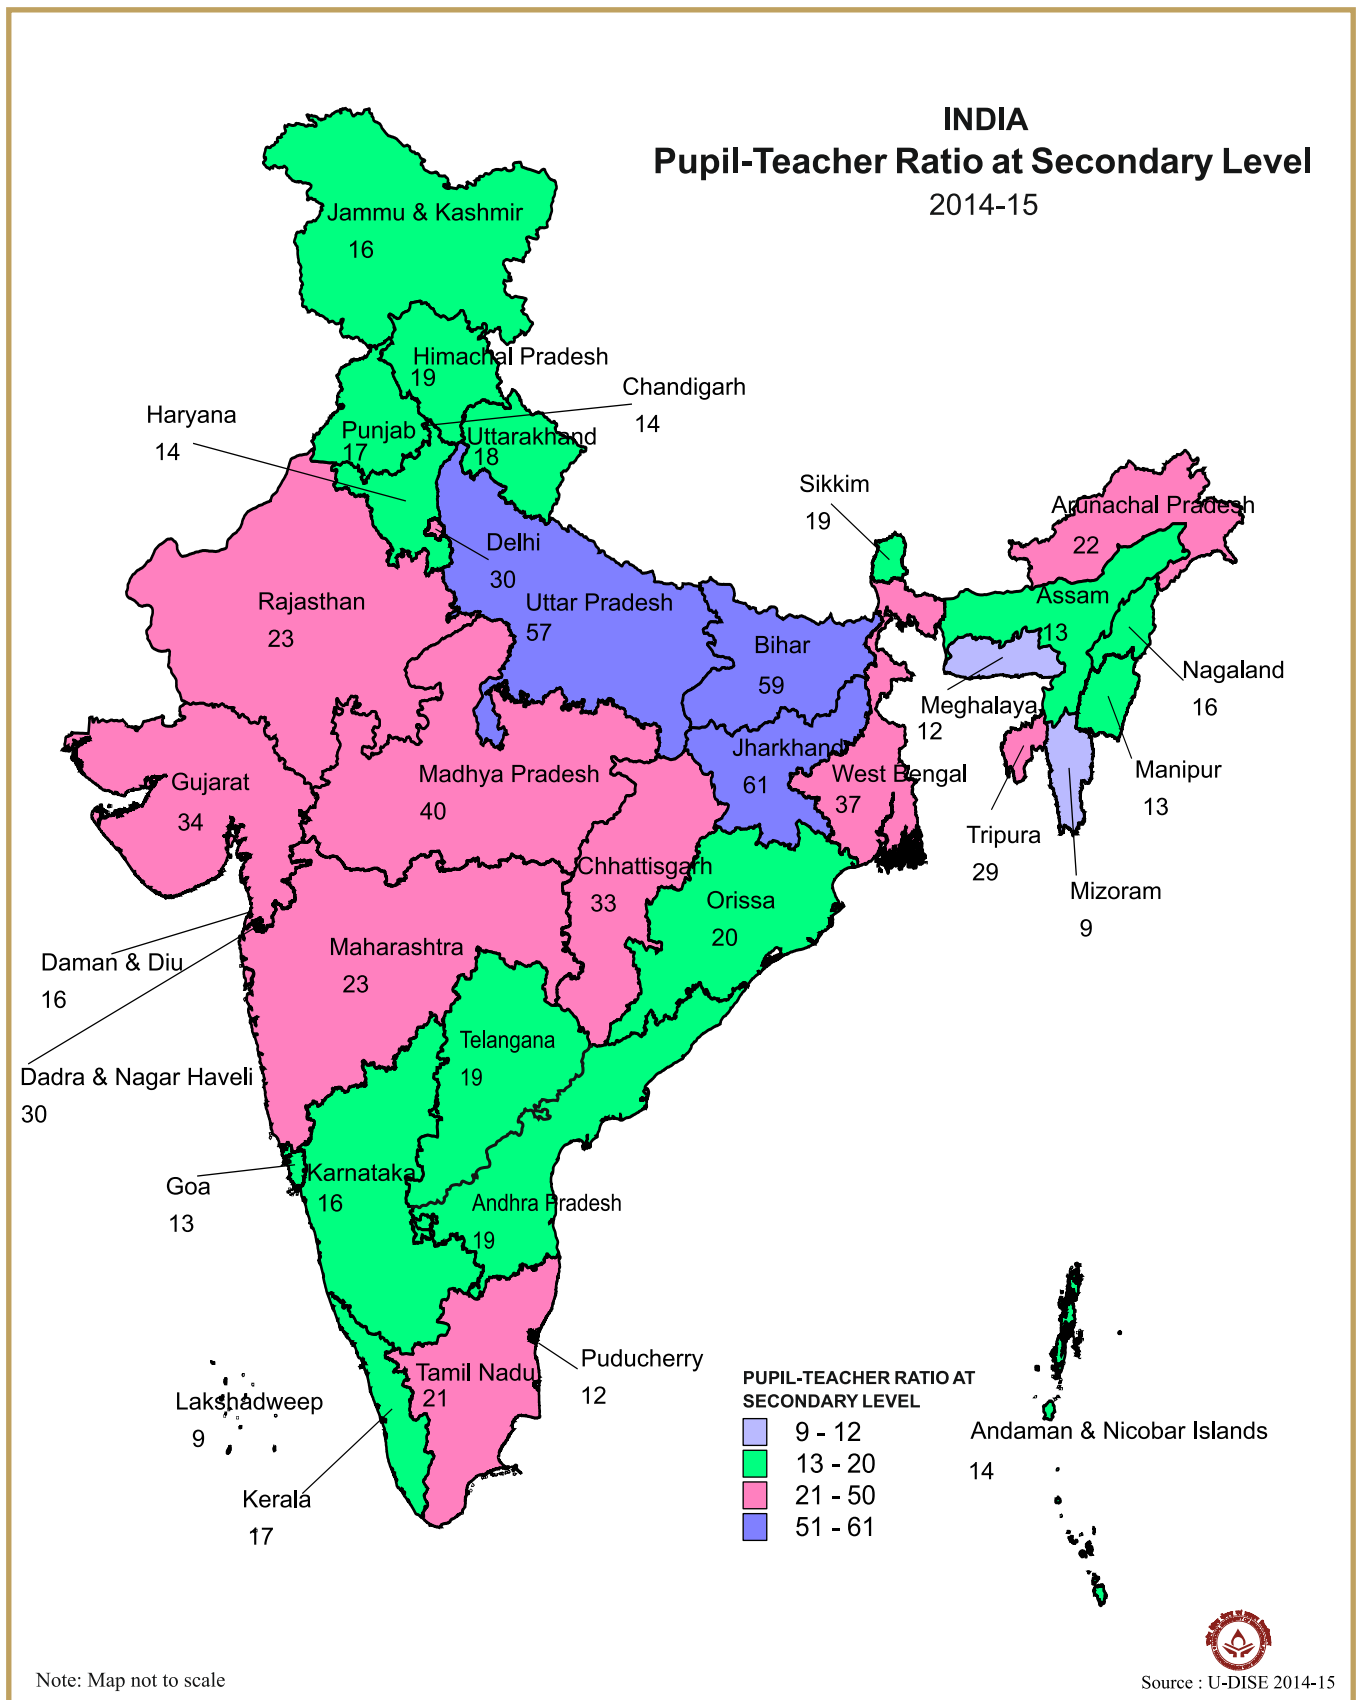 INDIA
Pupil-Teacher Ratio at Secondary Level
2014-15
Jammu & Kashmir
16
Himachal Pradesh
19
Chandigarh
14
Haryana
14
Punjab
17
Uttarakhand
18
Sikkim
19
Arunachal Pradesh
22
Delhi
30
Rajasthan
23
Uttar Pradesh
57
Assam
13
Bihar
59
Nagaland
16
Meghalaya
12
Jharkhand
61
West Bengal
37
Madhya Pradesh
40
Gujarat
34
Manipur
13
Tripura
29
Mizoram
9
Chhattisgarh
33
Orissa
20
Maharashtra
23
Daman & Diu
16
Telangana
19
Dadra & Nagar Haveli
30
Goa
13
Karnataka
16
Andhra Pradesh
19
Puducherry
12
Tamil Nadu
21
Lakshadweep
9
Kerala
17
PUPIL-TEACHER RATIO AT
SECONDARY LEVEL
9 - 12
13 - 20
21 - 50
51 - 61
Andaman & Nicobar Islands
14
Note: Map not to scale
Source : U-DISE 2014-15